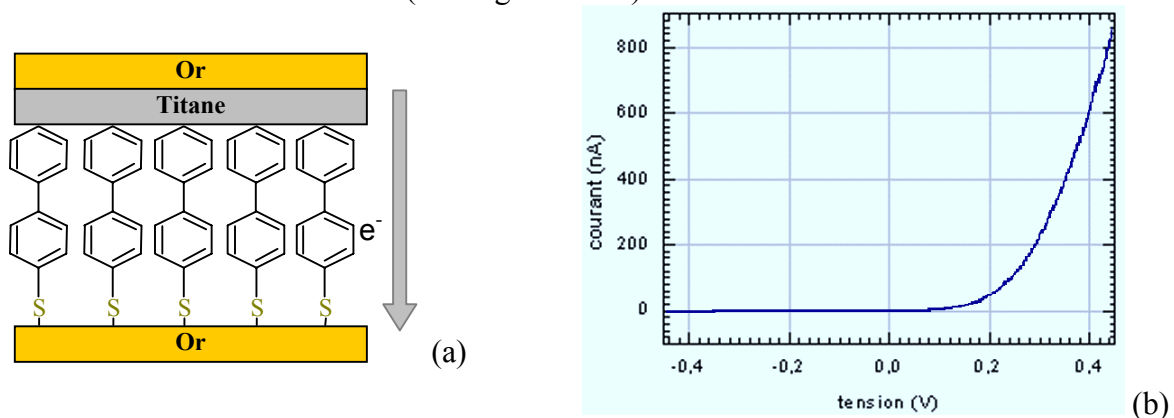 Or
Titane
e⁻
S S S S S
Or
(a)
800
600
400
200
0
-0,4 -0,2 0,0 0,2 0,4
courant (nA)
tension (V)
(b)